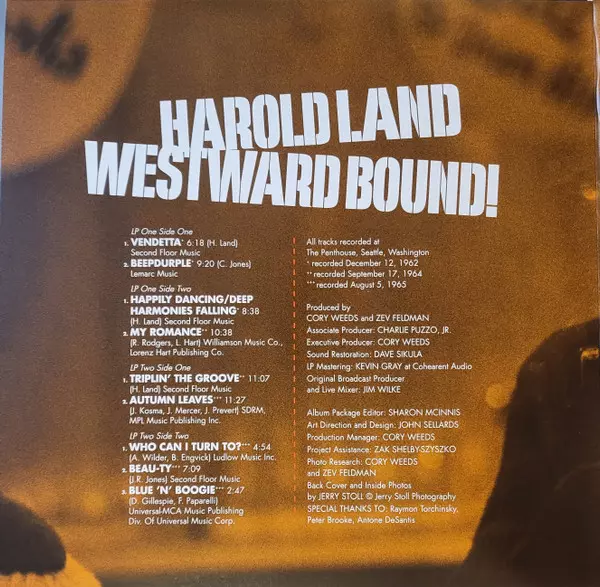 HAROLD LAND
WESTWARD BOUND!
LP One Side One
1. VENDETTA* 6:18 (H. Land)
Second Floor Music
2. BEEPDURPLE* 9:20 (C. Jones)
Lemarc Music
LP One Side Two
1. HAPPILY DANCING/DEEP
HARMONIES FALLING** 8:38
(H. Land) Second Floor Music
2. MY ROMANCE** 10:38
(R. Rodgers, L. Hart) Williamson Music Co.,
Lorenz Hart Publishing Co.
LP Two Side One
1. TRIPLIN' THE GROOVE** 11:07
(H. Land) Second Floor Music
2. AUTUMN LEAVES*** 11:27
(J. Kosma, J. Mercer, J. Prevert) SDRM,
MPL Music Publishing Inc.
LP Two Side Two
1. WHO CAN I TURN TO?*** 4:54
(A. Wilder, B. Engvick) Ludlow Music Inc.
2. BEAU-TY*** 7:09
(J.R. Jones) Second Floor Music
3. BLUE 'N' BOOGIE*** 2:47
(D. Gillespie, F. Paparelli)
Universal-MCA Music Publishing
Div. Of Universal Music Corp.
All tracks recorded at
The Penthouse, Seattle, Washington
* recorded December 12, 1962
** recorded September 17, 1964
*** recorded August 5, 1965
Produced by
CORY WEEDS and ZEV FELDMAN
Associate Producer: CHARLIE PUZZO, JR.
Executive Producer: CORY WEEDS
Sound Restoration: DAVE SIKULA
LP Mastering: KEVIN GRAY at Cohearent Audio
Original Broadcast Producer
and Live Mixer: JIM WILKE
Album Package Editor: SHARON MCINNIS
Art Direction and Design: JOHN SELLARDS
Production Manager: CORY WEEDS
Project Assistance: ZAK SHELBY-SZYSZKO
Photo Research: CORY WEEDS
and ZEV FELDMAN
Back Cover and Inside Photos
by JERRY STOLL © Jerry Stoll Photography
SPECIAL THANKS TO: Raymon Torchinsky,
Peter Brooke, Antone DeSantis